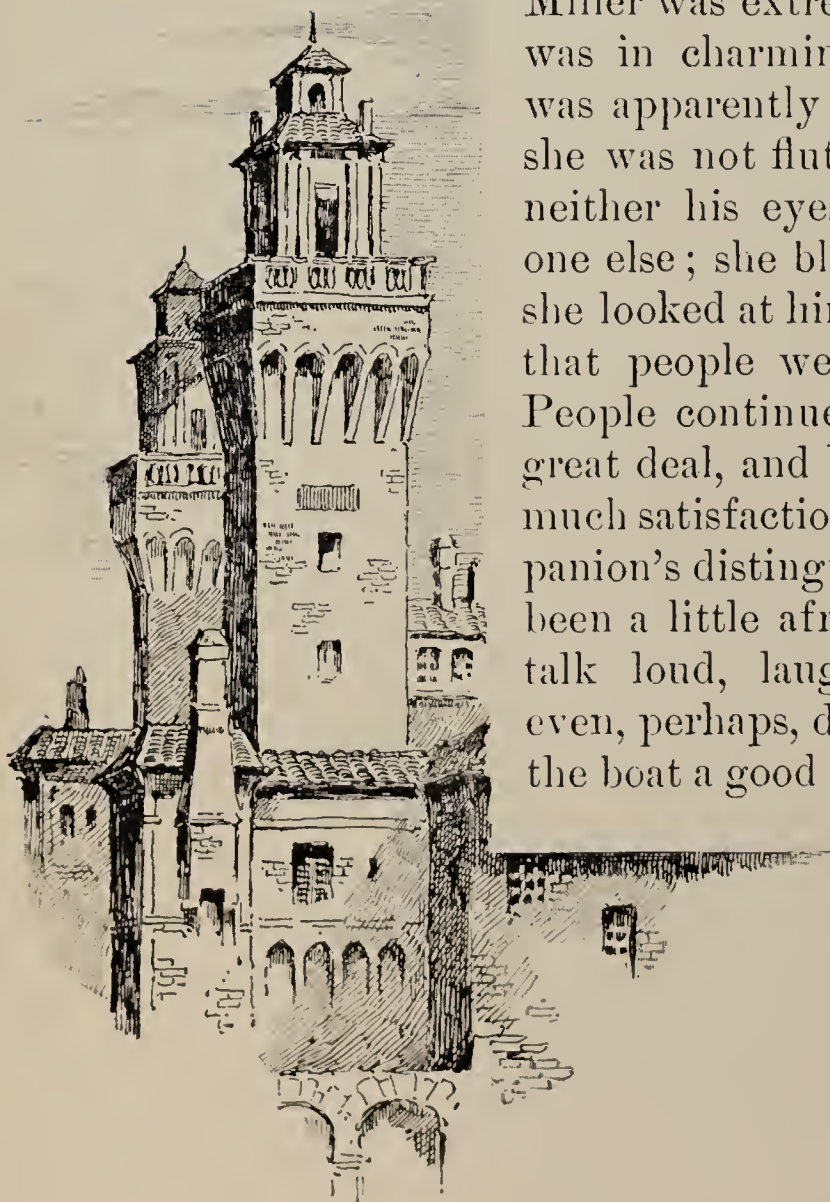 Miller was extre
was in charmin
was apparently
she was not flut
neither his eye
one else ; she bl
she looked at hi
that people we
People continue
great deal, and
much satisfactio
panion's disting
been a little afr
talk loud, laug
even, perhaps, d
the boat a good